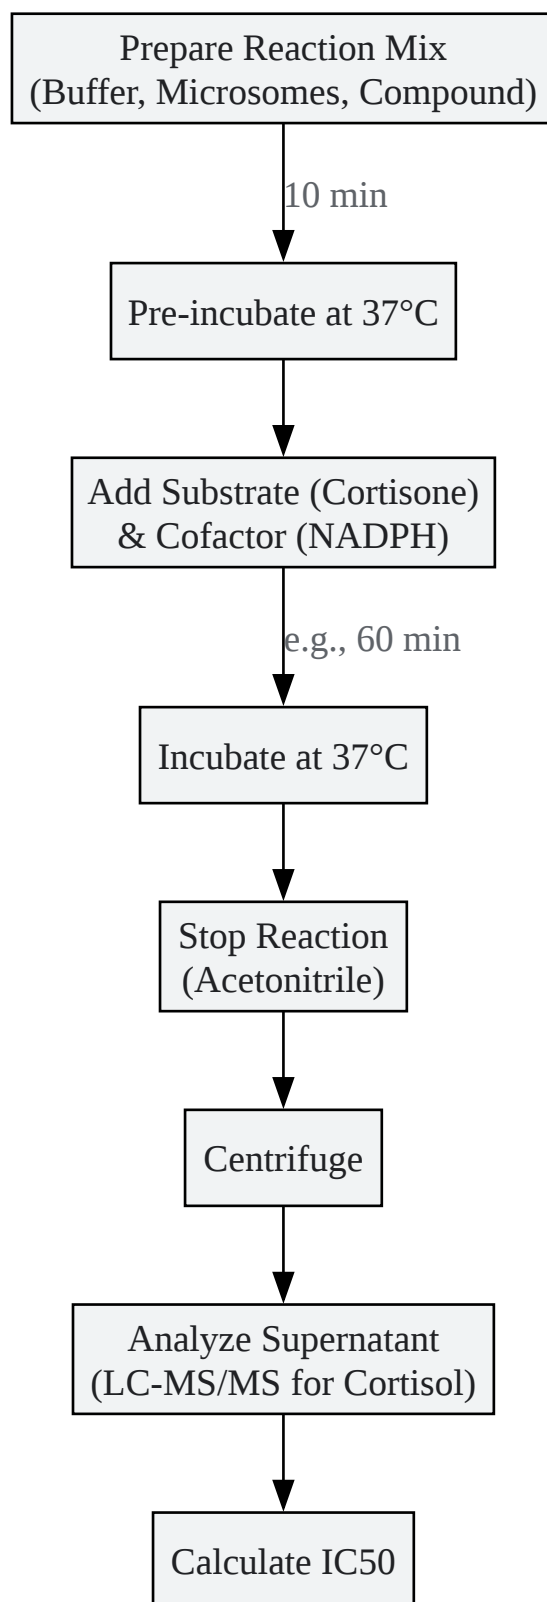 Prepare Reaction Mix
(Buffer, Microsomes, Compound)
10 min
Pre-incubate at 37°C
Add Substrate (Cortisone)
& Cofactor (NADPH)
e.g., 60 min
Incubate at 37°C
Stop Reaction
(Acetonitrile)
Centrifuge
Analyze Supernatant
(LC-MS/MS for Cortisol)
Calculate IC50